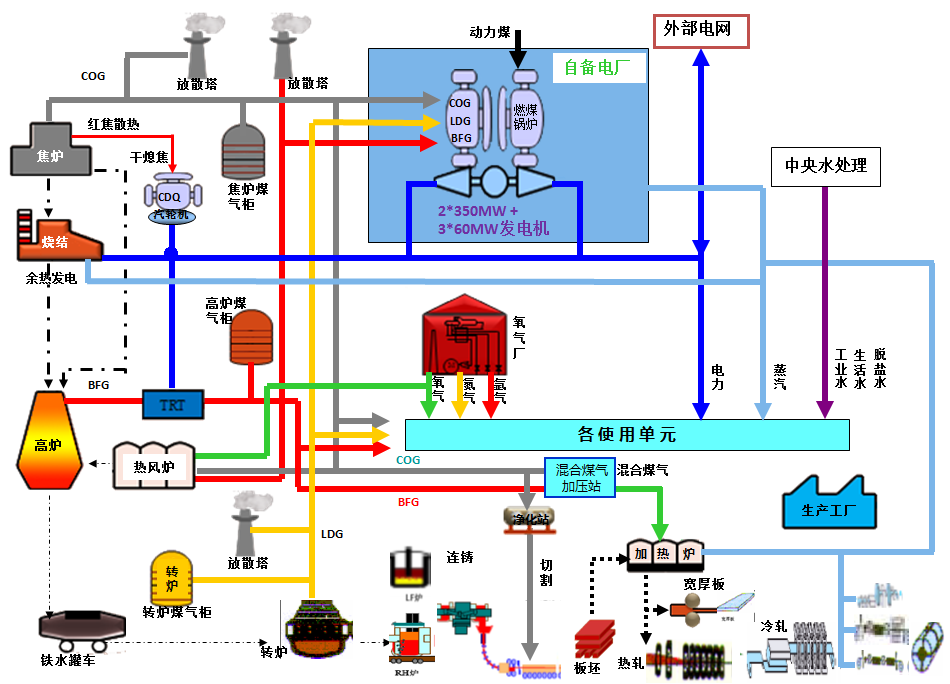 动力煤
外部电网
COG
放散塔
放散塔
自备电厂
COG
LDG
BFG
燃煤
锅炉
红焦散热
焦炉
干熄焦
焦炉煤
气柜
中央水处理
CDQ
汽轮机
2*350MW +
3*60MW发电机
烧结
余热发电
高炉煤
气柜
氧
气
厂
BFG
TRT
氧气
氮气
氩气
电力
蒸汽
工业水
生活水
脱盐水
高炉
热风炉
各使用单元
COG
混合煤气
加压站
混合煤气
BFG
净化站
生产工厂
LDG
放散塔
连铸
切割
加热炉
LF炉
转炉
转炉煤气柜
宽厚板
铁水罐车
转炉
RH炉
板坯
热轧
冷轧